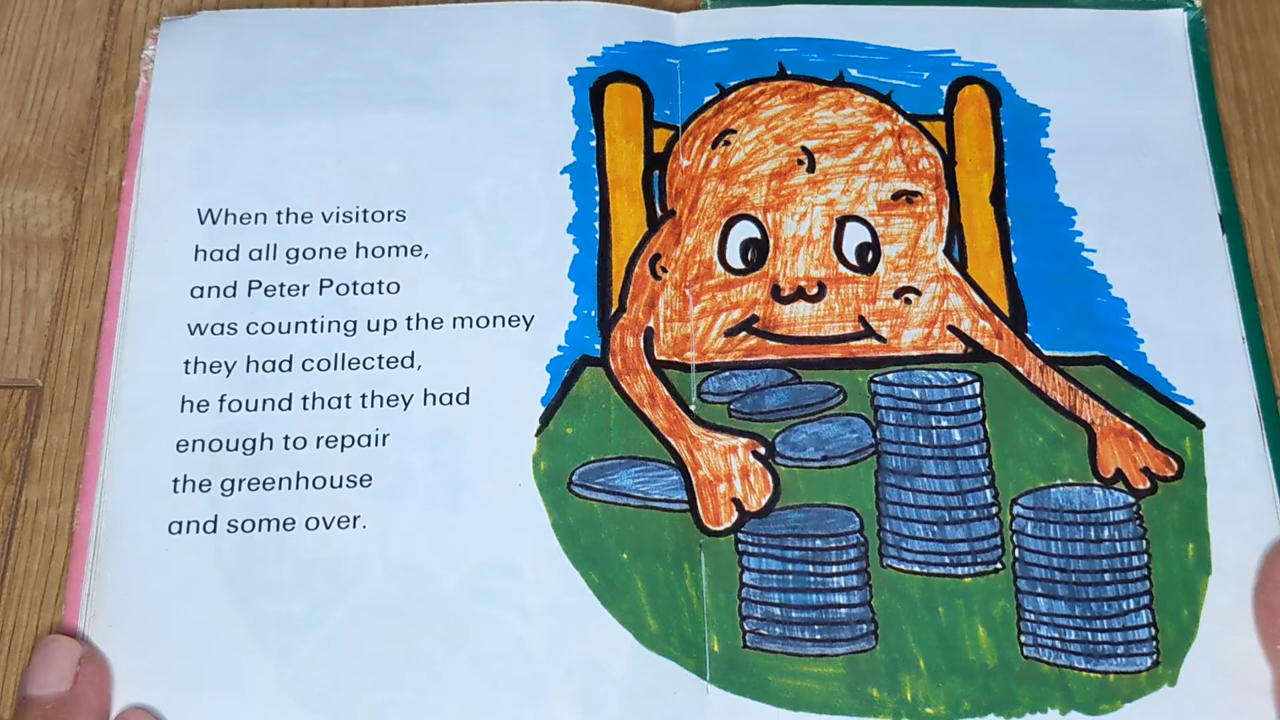 When the visitors
had all gone home,
and Peter Potato
was counting up the money
they had collected,
he found that they had
enough to repair
the greenhouse
and some over.